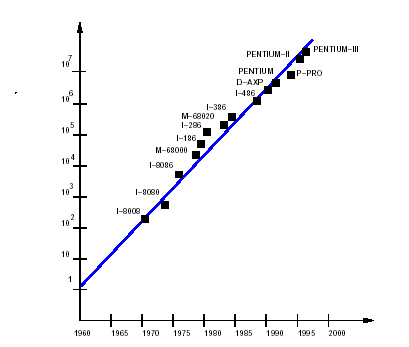 PENTIUM-III
PENTIUM-II
10^7
PENTIUM
P-PRO
D-AXP
I-486
10^6
I-386
M-68020
I-286
10^5
I-186
M-68000
10^4
I-8086
10^3
I-8080
I-8008
10^2
10
1
1960 1965 1970 1975 1980 1985 1990 1995 2000